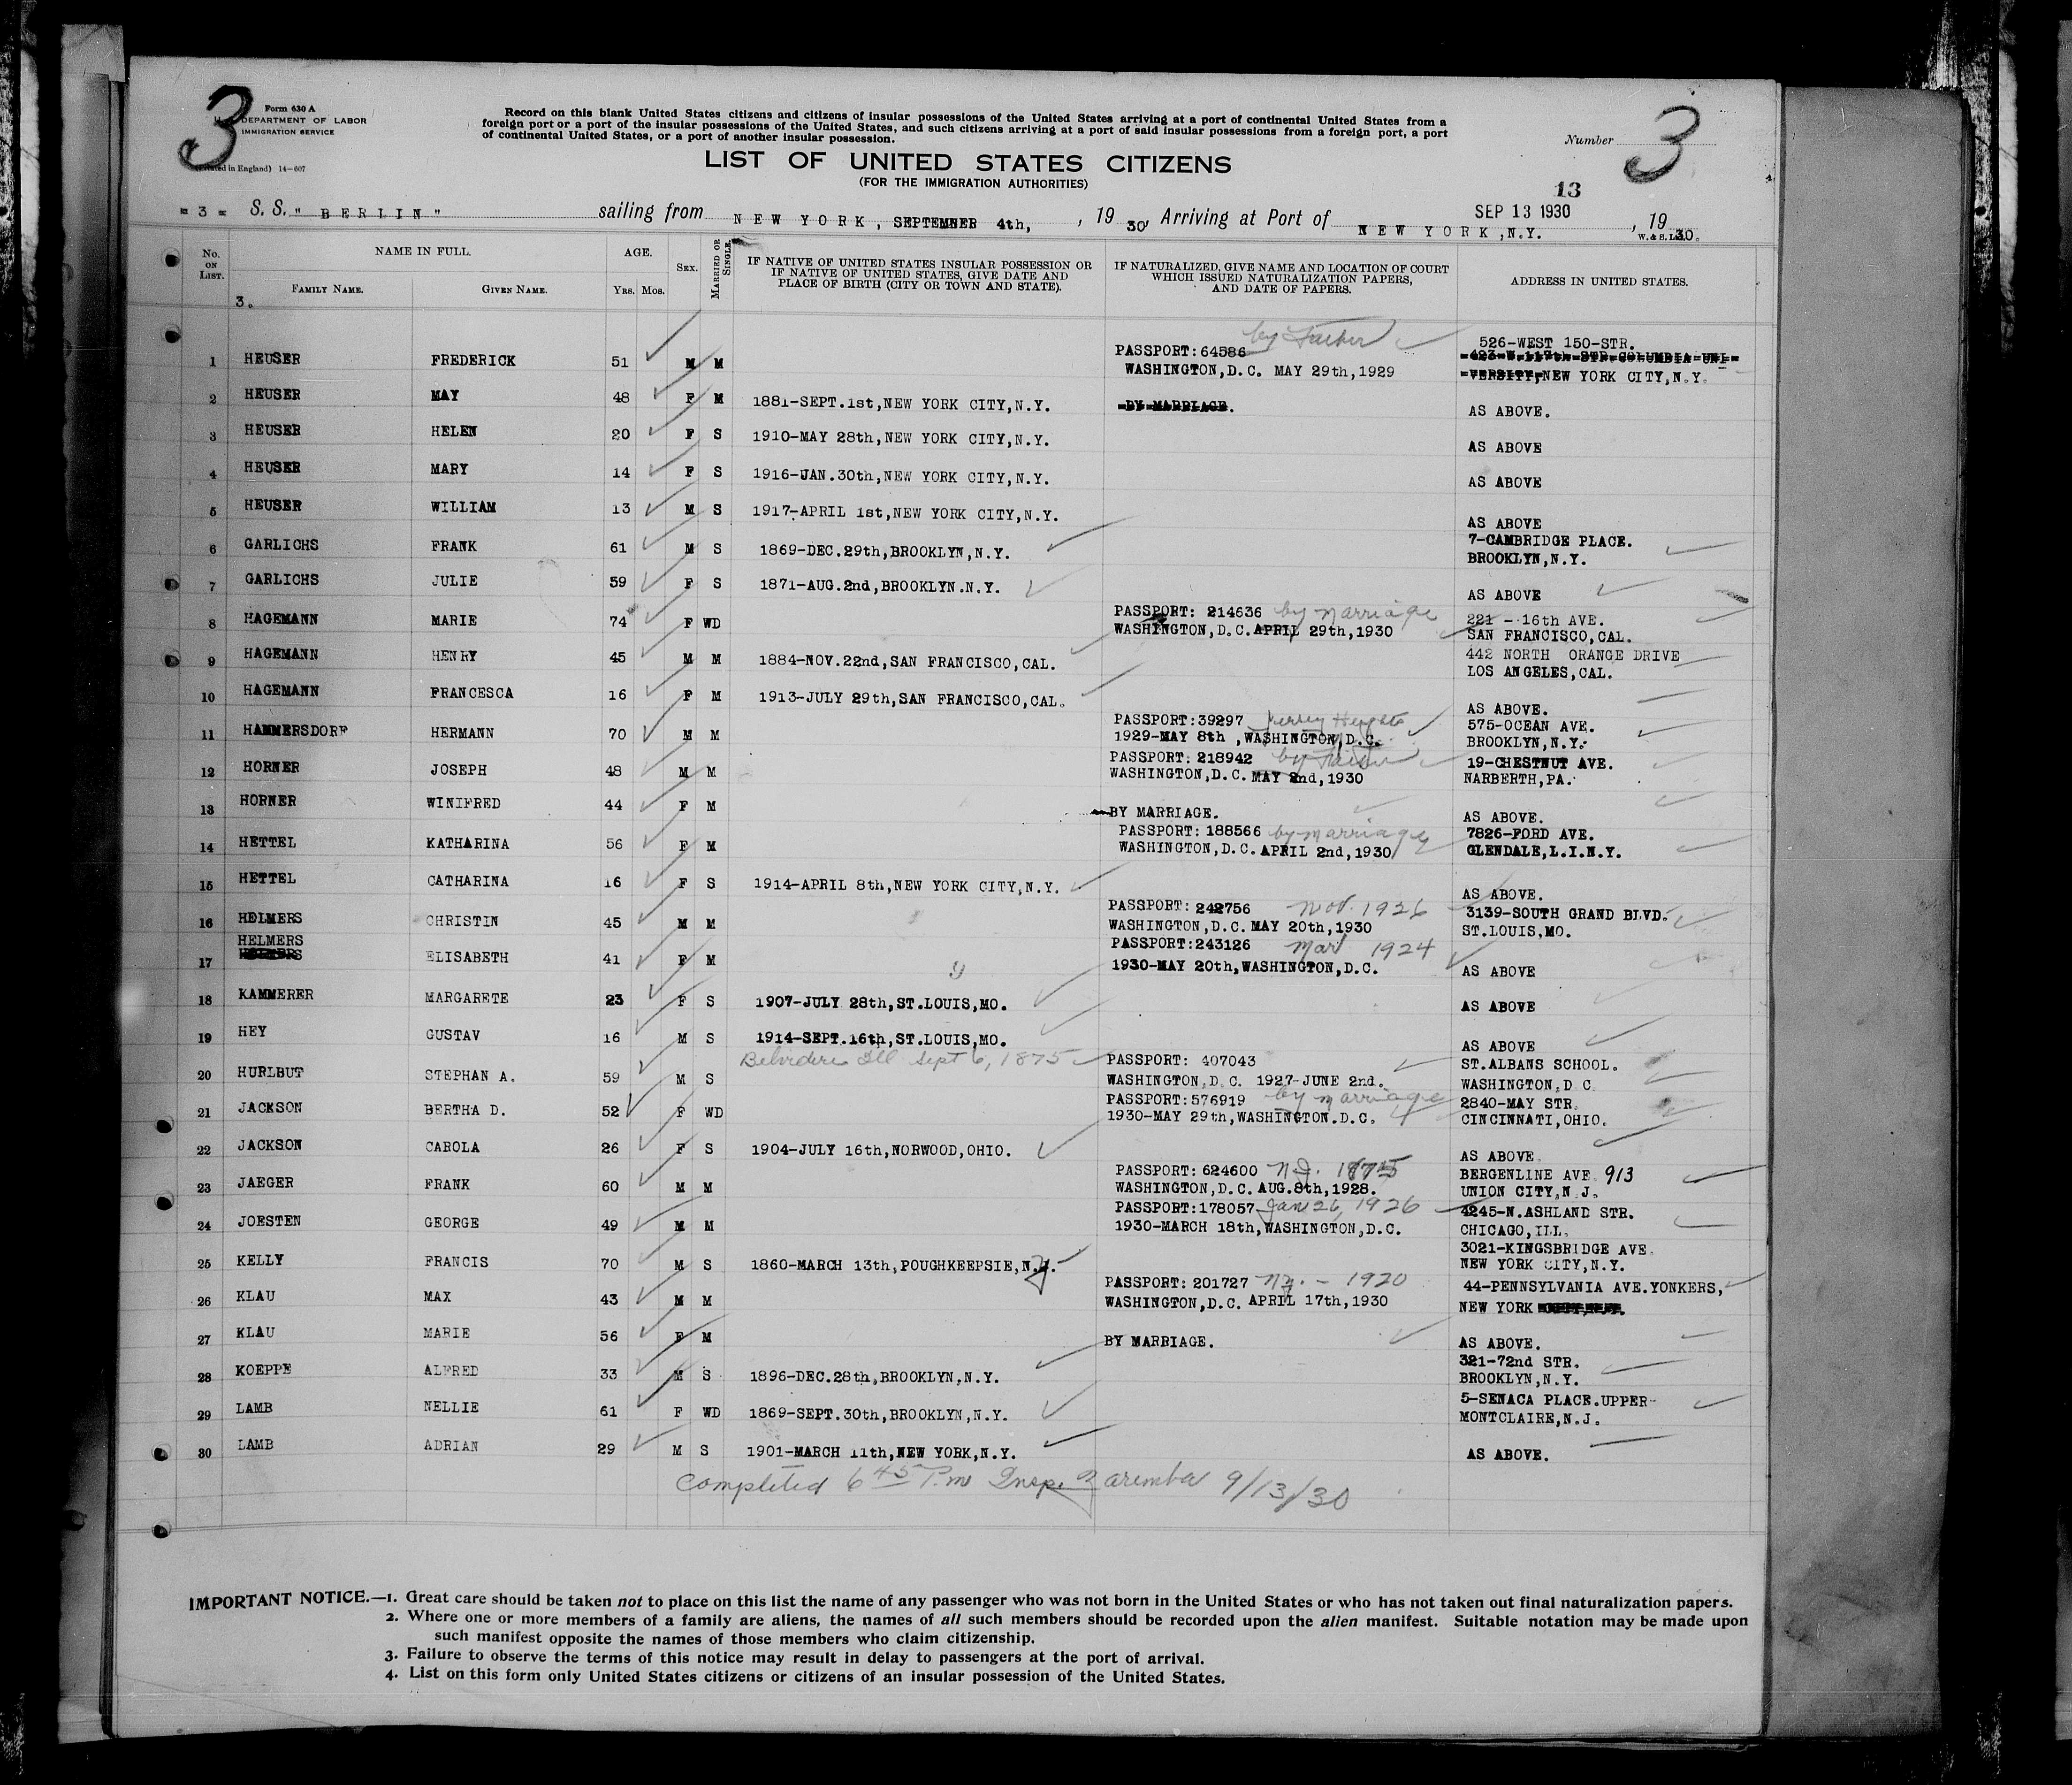 3
Form 630 A
DEPARTMENT OF LABOR
IMMIGRATION SERVICE
(Printed in England) 14-607
Record on this blank United States citizens and citizens of insular possessions of the United States arriving at a port of continental United States from a
foreign port or a port of the insular possessions of the United States, and such citizens arriving at a port of said insular possessions from a foreign port, a port
of continental United States, or a port of another insular possession.
Number 3
LIST OF UNITED STATES CITIZENS
(FOR THE IMMIGRATION AUTHORITIES)
13
= 3 = S. S. "BERLIN" sailing from NEW YORK, SEPTEMBER 4th, , 19 30, Arriving at Port of NEW YORK, N.Y. SEP 13 1930 , 19 30.
No. ON LIST. NAME IN FULL. AGE. SEX. MARRIED OR SINGLE. IF NATIVE OF UNITED STATES INSULAR POSSESSION OR IF NATIVE OF UNITED STATES, GIVE DATE AND PLACE OF BIRTH (CITY OR TOWN AND STATE). IF NATURALIZED, GIVE NAME AND LOCATION OF COURT WHICH ISSUED NATURALIZATION PAPERS, AND DATE OF PAPERS. ADDRESS IN UNITED STATES.
3. FAMILY NAME. GIVEN NAME. YRS. MOS.
1 HEUSER FREDERICK 51 M M PASSPORT:64586 by Father WASHINGTON,D.C. MAY 29th,1929 526-WEST 150-STR. 423-W.117th-STR-COLUMBIA-UNI-VERSITY,NEW YORK CITY,N.Y.
2 HEUSER MAY 48 F M 1881-SEPT.1st,NEW YORK CITY,N.Y. BY MARRIAGE. AS ABOVE.
3 HEUSER HELEN 20 F S 1910-MAY 28th,NEW YORK CITY,N.Y. AS ABOVE
4 HEUSER MARY 14 F S 1916-JAN.30th,NEW YORK CITY,N.Y. AS ABOVE
5 HEUSER WILLIAM 13 M S 1917-APRIL 1st,NEW YORK CITY,N.Y. AS ABOVE
6 GARLICHS FRANK 61 M S 1869-DEC.29th,BROOKLYN,N.Y. 7-CAMBRIDGE PLACE. BROOKLYN,N.Y.
7 GARLICHS JULIE 59 F S 1871-AUG.2nd,BROOKLYN.N.Y. AS ABOVE
8 HAGEMANN MARIE 74 F WD PASSPORT: 214636 by marriage WASHINGTON,D.C.APRIL 29th,1930 221 - 16th AVE. SAN FRANCISCO,CAL.
9 HAGEMANN HENRY 45 M M 1884-NOV.22nd,SAN FRANCISCO,CAL. 442 NORTH ORANGE DRIVE LOS ANGELES,CAL.
10 HAGEMANN FRANCESCA 16 F M 1913-JULY 29th,SAN FRANCISCO,CAL. AS ABOVE.
11 HAMMERSDORF HERMANN 70 M M PASSPORT:39297 Jersey Heights 1929-MAY 8th ,WASHINGTON,D.C. 575-OCEAN AVE. BROOKLYN,N.Y.
12 HORNER JOSEPH 48 M M PASSPORT: 218942 by Father WASHINGTON,D.C. MAY 2nd,1930 19-CHESTNUT AVE. NARBERTH,PA.
13 HORNER WINIFRED 44 F M BY MARRIAGE. AS ABOVE.
14 HETTEL KATHARINA 56 F M PASSPORT: 188566 by marriage WASHINGTON,D.C.APRIL 2nd,1930 7826-FORD AVE. GLENDALE,L.I.N.Y.
15 HETTEL CATHARINA 16 F S 1914-APRIL 8th,NEW YORK CITY,N.Y. AS ABOVE.
16 HELMERS CHRISTIN 45 M M PASSPORT: 242756 Nov. 1926 WASHINGTON,D.C. MAY 20th,1930 3139-SOUTH GRAND BLVD. ST.LOUIS,MO.
17 HELMERS ELISABETH 41 F M PASSPORT:243126 Mar 1924 1930-MAY 20th,WASHINGTON,D.C. AS ABOVE
18 KAMMERER MARGARETE 23 F S 1907-JULY 28th,ST.LOUIS,MO. AS ABOVE
19 HEY GUSTAV 16 M S 1914-SEPT.16th,ST.LOUIS,MO. AS ABOVE
20 HURLBUT STEPHAN A. 59 M S Belvidere Ill Sept 6, 1875 PASSPORT: 407043 WASHINGTON,D.C. 1927-JUNE 2nd. ST.ALBANS SCHOOL. WASHINGTON,D C
21 JACKSON BERTHA D. 52 F WD PASSPORT:576919 by marriage 1930-MAY 29th,WASHINGTON.D.C. 2840-MAY STR. CINCINNATI,OHIO.
22 JACKSON CAROLA 26 F S 1904-JULY 16th,NORWOOD,OHIO. AS ABOVE
23 JAEGER FRANK 60 M M PASSPORT: 624600 N.J. WASHINGTON,D.C. AUG.8th,1928. BERGENLINE AVE 913 UNION CITY,N.J.
24 JOESTEN GEORGE 49 M M PASSPORT:178057 Jan 26, 1926 1930-MARCH 18th,WASHINGTON,D.C. 4245-N.ASHLAND STR. CHICAGO,ILL.
25 KELLY FRANCIS 70 M S 1860-MARCH 13th,POUGHKEEPSIE,N.Y. 3021-KINGSBRIDGE AVE. NEW YORK CITY,N.Y.
26 KLAU MAX 43 M M PASSPORT: 201727 N.Y. - 1920 WASHINGTON,D.C. APRIL 17th,1930 44-PENNSYLVANIA AVE.YONKERS, NEW YORK
27 KLAU MARIE 56 F M BY MARRIAGE. AS ABOVE.
28 KOEPPE ALFRED 33 M S 1896-DEC.28th,BROOKLYN,N.Y. 321-72nd STR. BROOKLYN,N.Y.
29 LAMB NELLIE 61 F WD 1869-SEPT.30th,BROOKLYN,N.Y. 5-SENACA PLACE.UPPER- MONTCLAIRE,N.J.
30 LAMB ADRIAN 29 M S 1901-MARCH 11th,NEW YORK,N.Y. AS ABOVE.
Completed 6 45 P.m Insp. 9/13/30
IMPORTANT NOTICE.—1. Great care should be taken not to place on this list the name of any passenger who was not born in the United States or who has not taken out final naturalization papers.
2. Where one or more members of a family are aliens, the names of all such members should be recorded upon the alien manifest. Suitable notation may be made upon
such manifest opposite the names of those members who claim citizenship.
3. Failure to observe the terms of this notice may result in delay to passengers at the port of arrival.
4. List on this form only United States citizens or citizens of an insular possession of the United States.